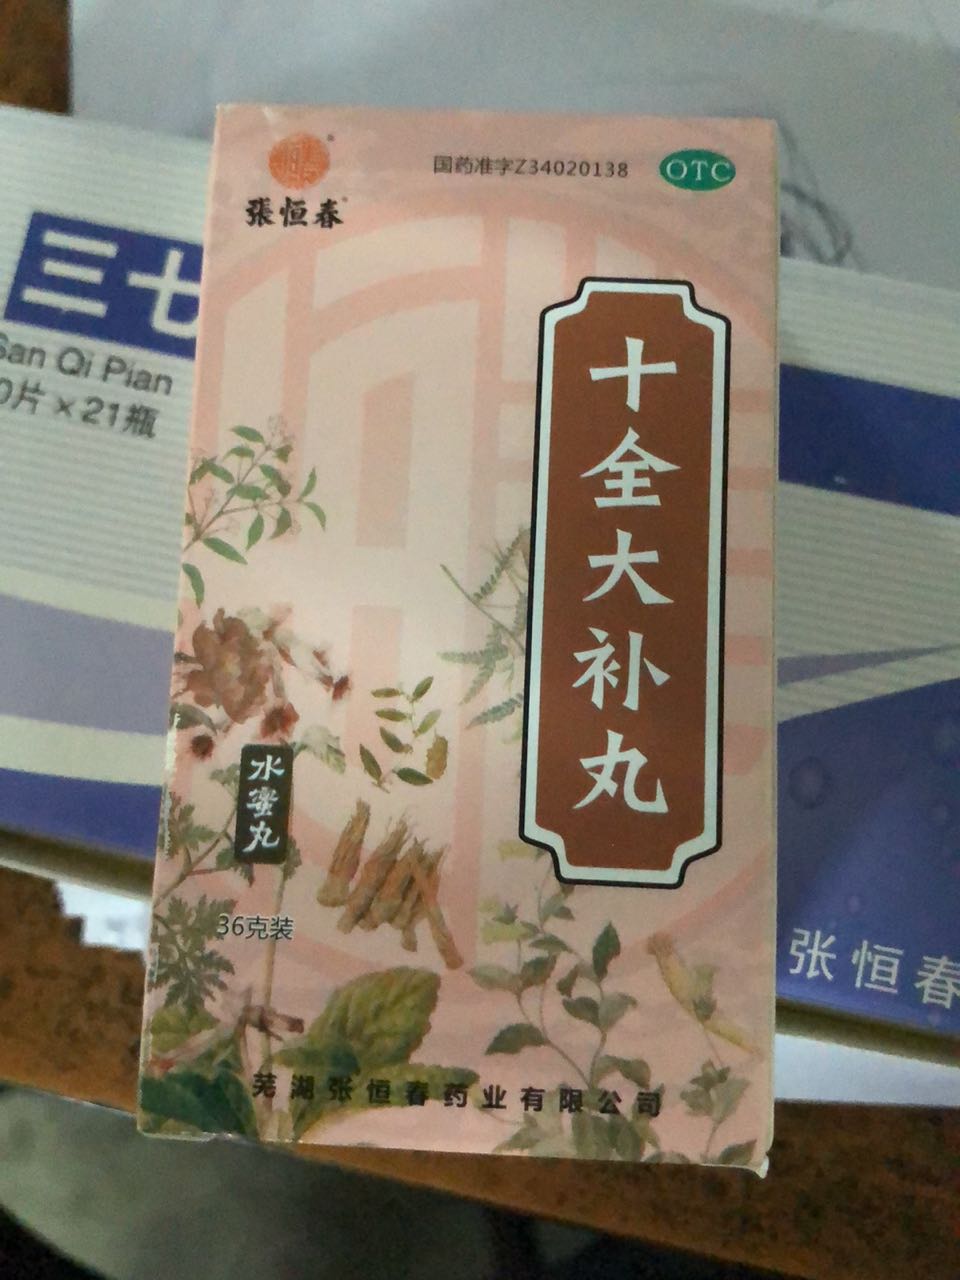 張恒春
国药准字Z34020138
OTC
十全大补丸
水蜜丸
36克装
芜湖张恒春药业有限公司
三七
San Qi Pian
0片×21瓶
张恒春